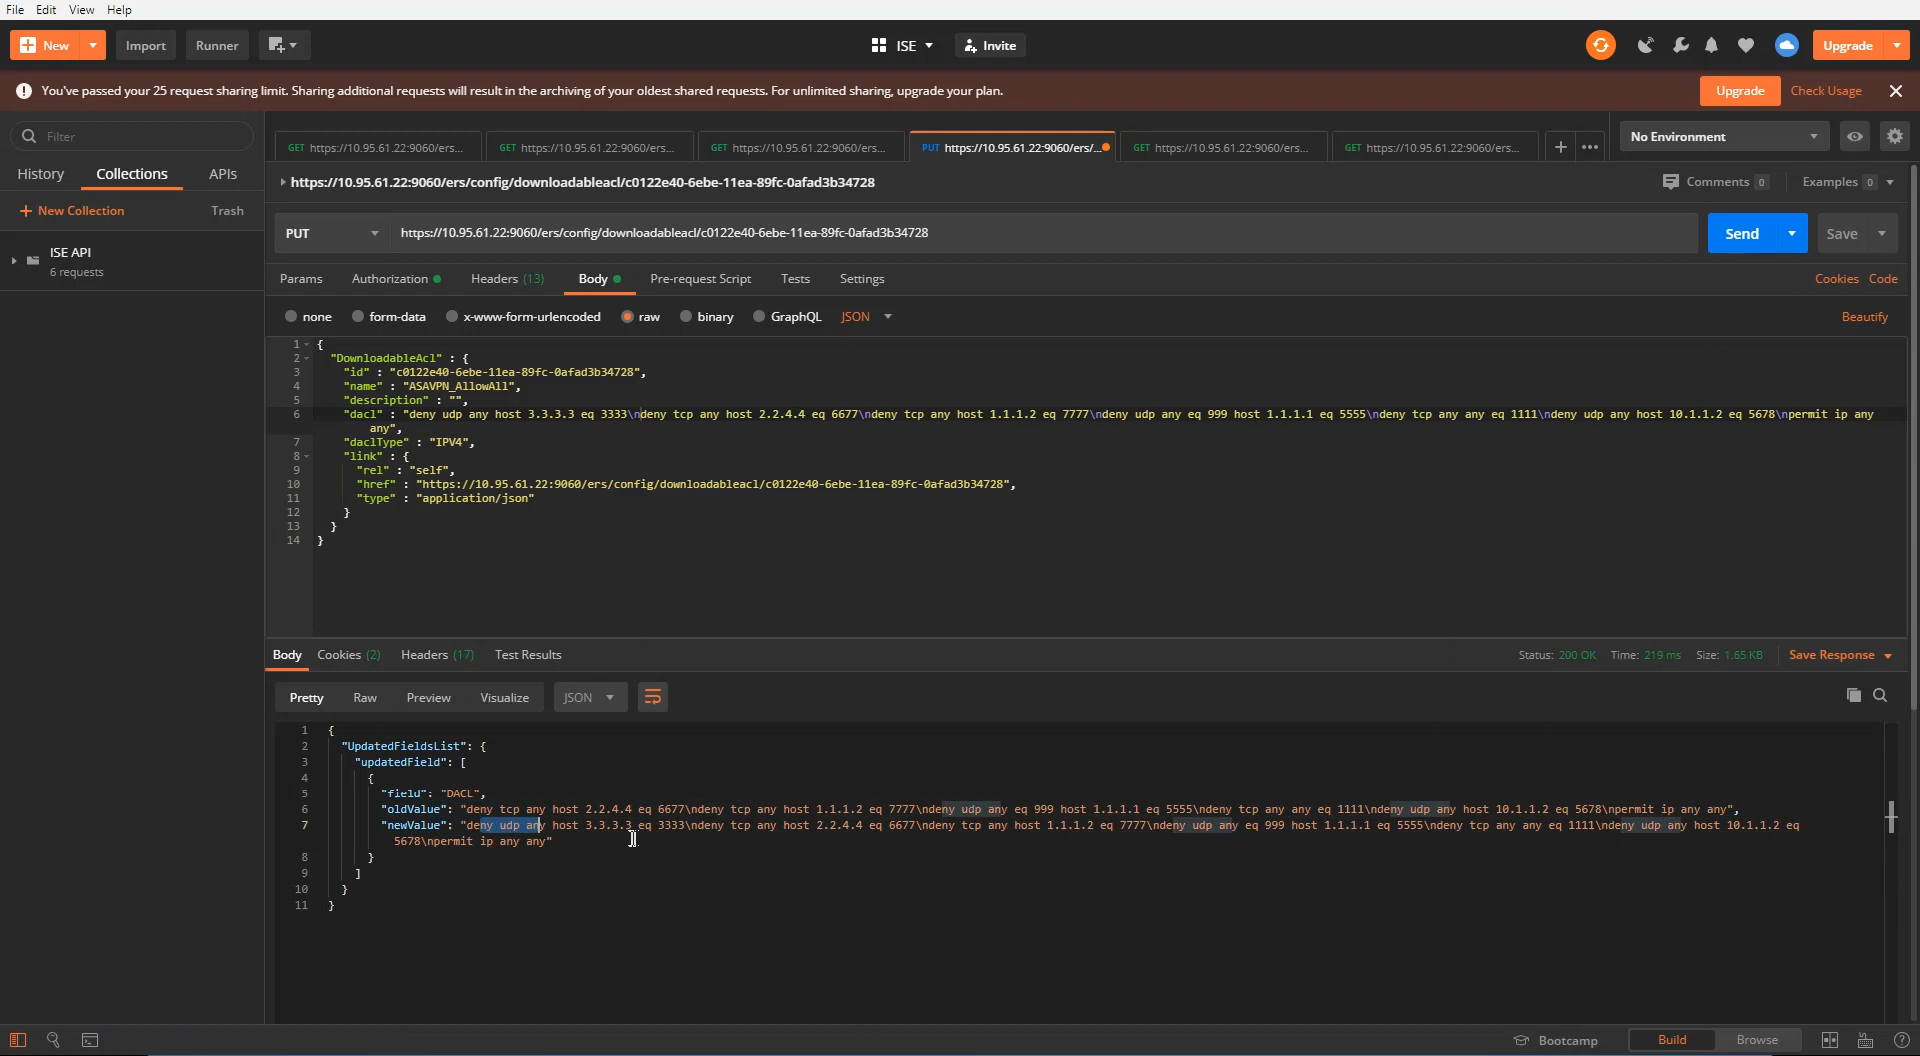 File Edit View Help
New Import Runner ISE Invite Upgrade
You've passed your 25 request sharing limit. Sharing additional requests will result in the archiving of your oldest shared requests. For unlimited sharing, upgrade your plan. Upgrade Check Usage
Filter
History Collections APIs
+ New Collection Trash
ISE API
6 requests
GET https://10.95.61.22:9060/ers... GET https://10.95.61.22:9060/ers... GET https://10.95.61.22:9060/ers... PUT https://10.95.61.22:9060/ers/... GET https://10.95.61.22:9060/ers... GET https://10.95.61.22:9060/ers... No Environment
https://10.95.61.22:9060/ers/config/downloadableacl/c0122e40-6ebe-11ea-89fc-0afad3b34728 Comments 0 Examples 0
PUT https://10.95.61.22:9060/ers/config/downloadableacl/c0122e40-6ebe-11ea-89fc-0afad3b34728 Send Save
Params Authorization Headers (13) Body Pre-request Script Tests Settings Cookies Code
none form-data x-www-form-urlencoded raw binary GraphQL JSON Beautify
1 {
2 "DownloadableAcl" : {
3 "id" : "c0122e40-6ebe-11ea-89fc-0afad3b34728",
4 "name" : "ASAVPN_AllowAll",
5 "description" : "",
6 "dacl" : "deny udp any host 3.3.3.3 eq 3333\ndeny tcp any host 2.2.4.4 eq 6677\ndeny tcp any host 1.1.1.2 eq 7777\ndeny udp any eq 999 host 1.1.1.1 eq 5555\ndeny tcp any any eq 1111\ndeny udp any host 10.1.1.2 eq 5678\npermit ip any
any",
7 "daclType" : "IPV4",
8 "link" : {
9 "rel" : "self",
10 "href" : "https://10.95.61.22:9060/ers/config/downloadableacl/c0122e40-6ebe-11ea-89fc-0afad3b34728",
11 "type" : "application/json"
12 }
13 }
14 }
Body Cookies (2) Headers (17) Test Results Status: 200 OK Time: 219 ms Size: 1.65 KB Save Response
Pretty Raw Preview Visualize JSON
1 {
2 "UpdatedFieldsList": {
3 "updatedField": [
4 {
5 "field": "DACL",
6 "oldValue": "deny tcp any host 2.2.4.4 eq 6677\ndeny tcp any host 1.1.1.2 eq 7777\ndeny udp any eq 999 host 1.1.1.1 eq 5555\ndeny tcp any any eq 1111\ndeny udp any host 10.1.1.2 eq 5678\npermit ip any any",
7 "newValue": "deny udp any host 3.3.3.3 eq 3333\ndeny tcp any host 2.2.4.4 eq 6677\ndeny tcp any host 1.1.1.2 eq 7777\ndeny udp any eq 999 host 1.1.1.1 eq 5555\ndeny tcp any any eq 1111\ndeny udp any host 10.1.1.2 eq
5678\npermit ip any any"
8 }
9 ]
10 }
11 }
Bootcamp Build Browse